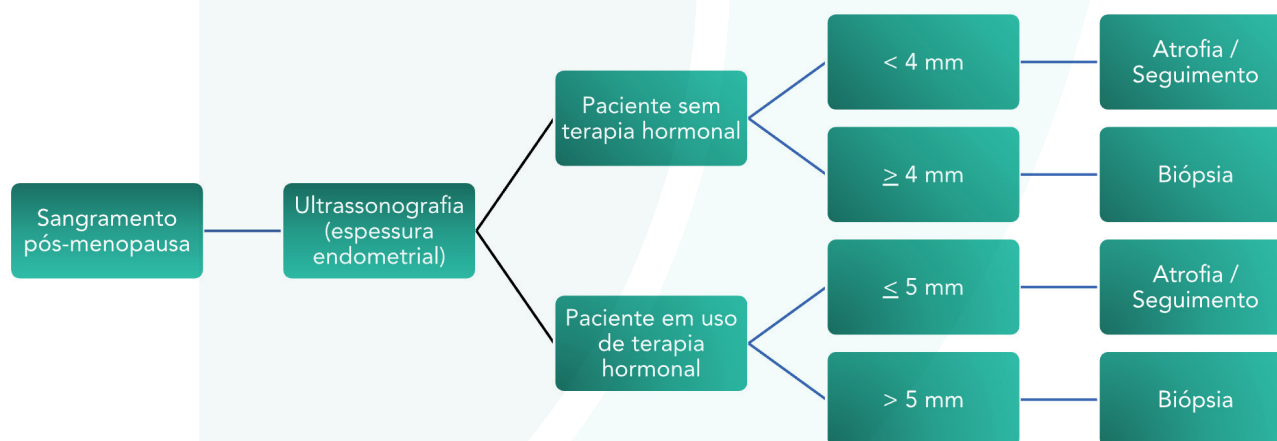 Sangramento
pós-menopausa
Ultrassonografia
(espessura
endometrial)
Paciente sem
terapia hormonal
< 4 mm
Atrofia /
Seguimento
≥ 4 mm
Biópsia
Paciente em uso
de terapia
hormonal
≤ 5 mm
Atrofia /
Seguimento
> 5 mm
Biópsia